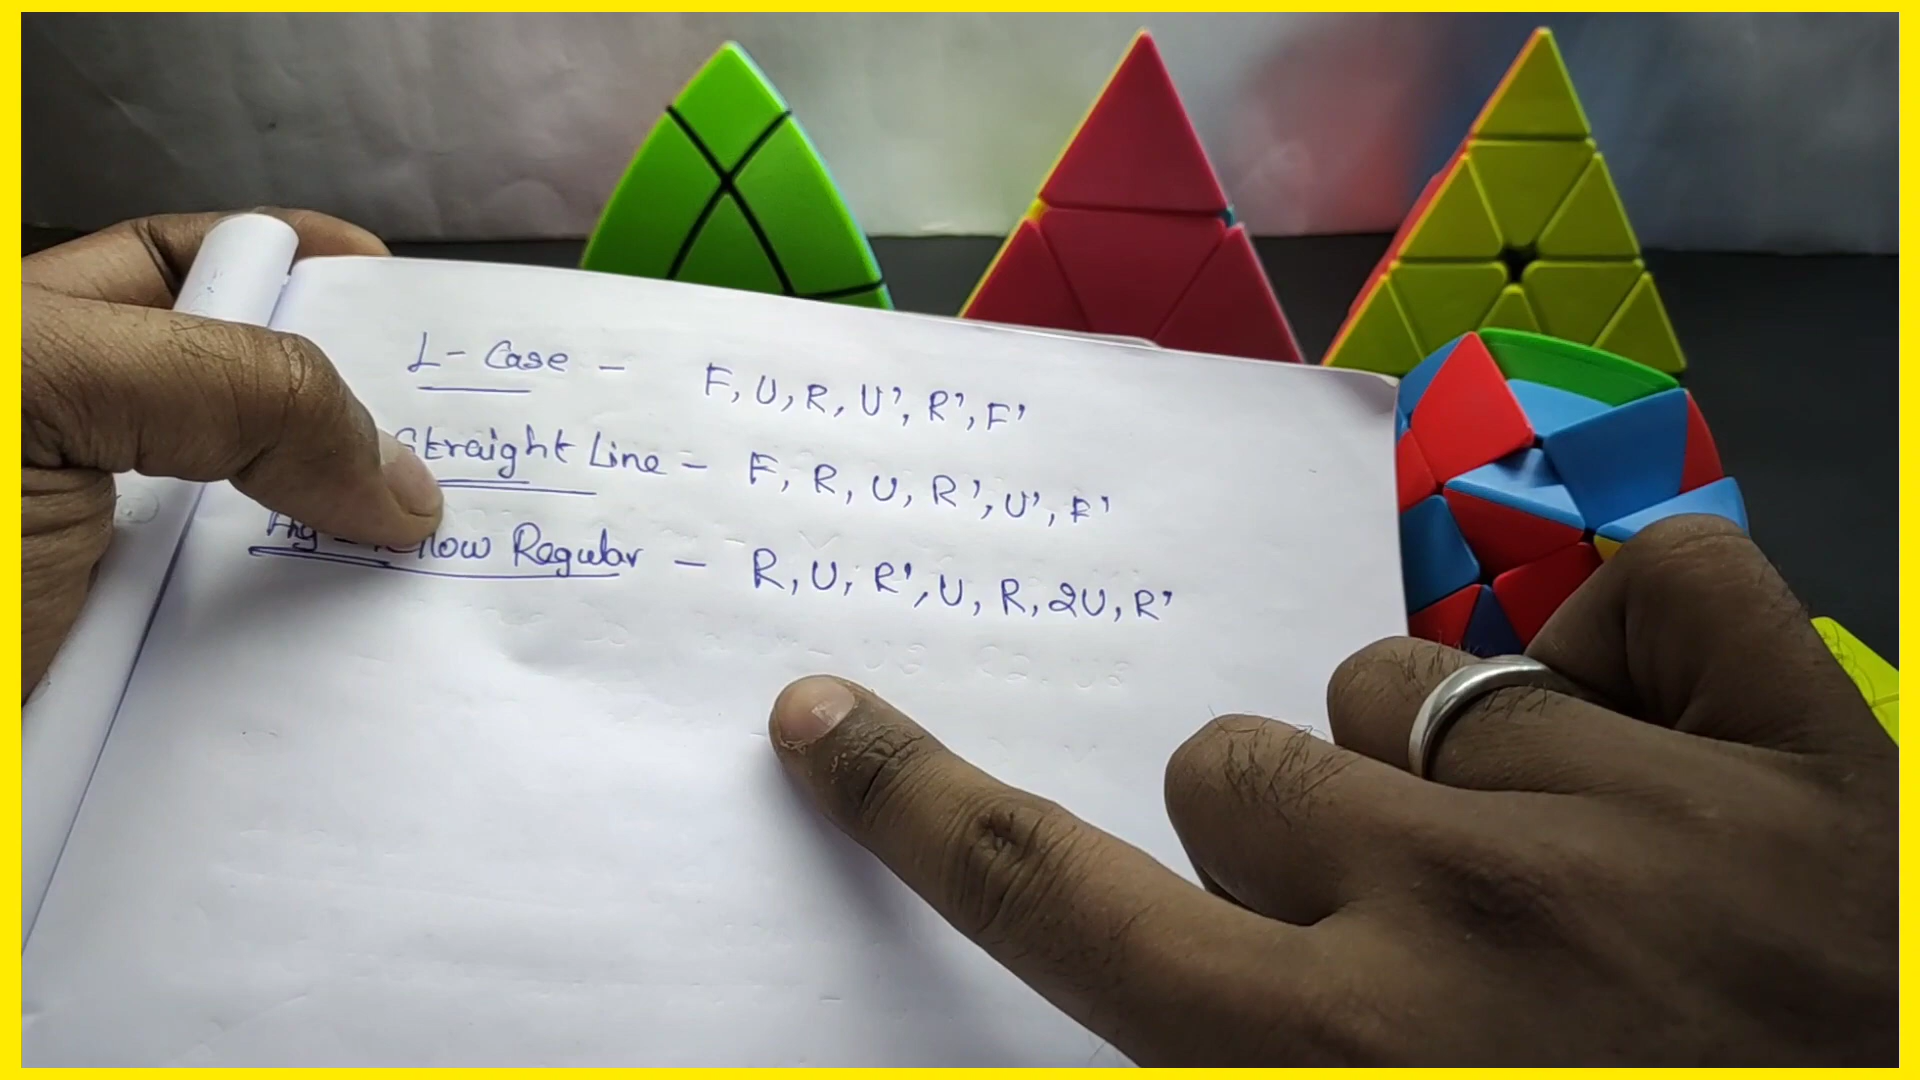 L- Case - F, U, R, U', R', F'
Straight Line - F, R, U, R', U', F'
Regular - R, U, R', U, R, 2U, R'